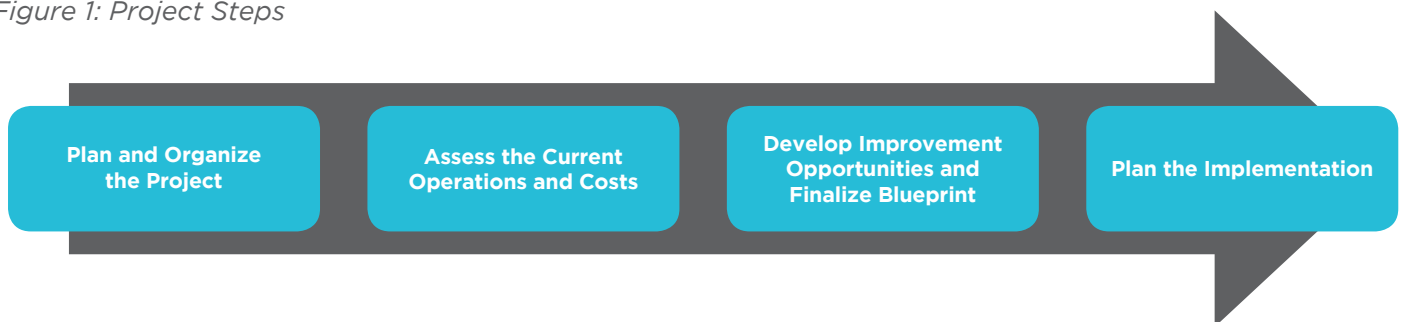 Figure 1: Project Steps
Plan and Organize
the Project
Assess the Current
Operations and Costs
Develop Improvement
Opportunities and
Finalize Blueprint
Plan the Implementation